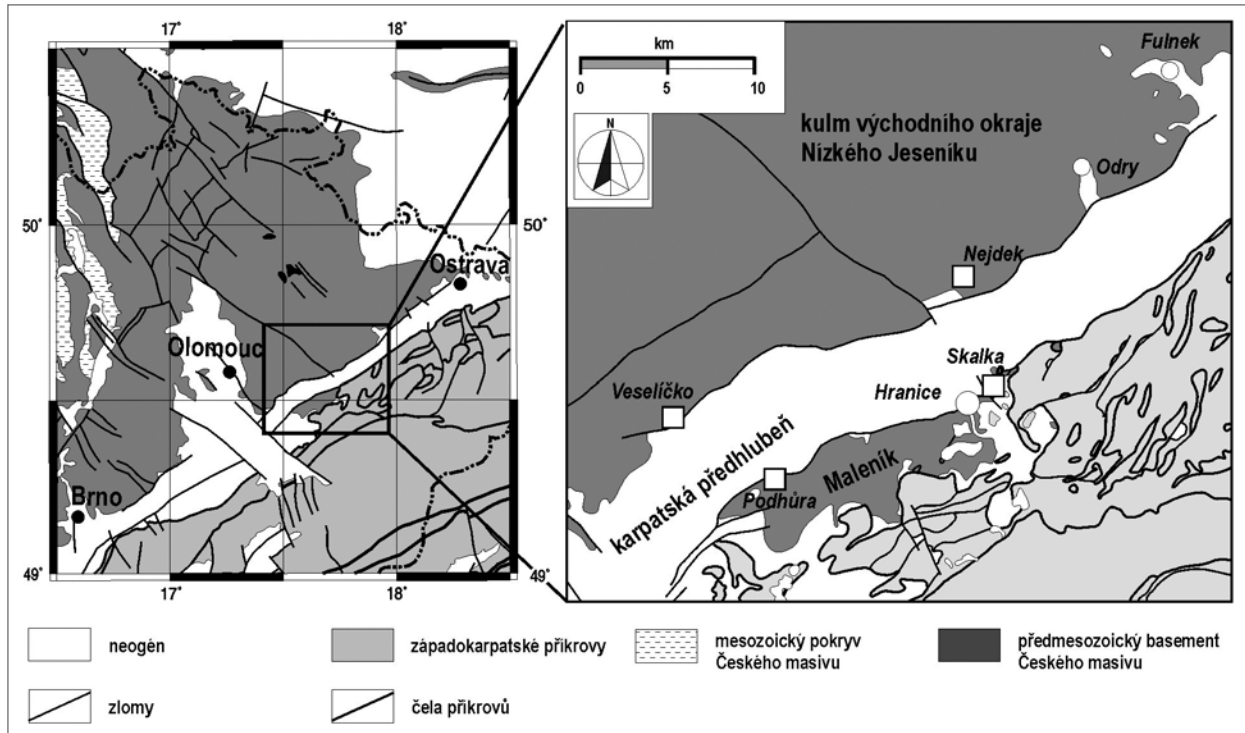 17°
18°
50°
50°
49°
49°
17°
18°
Ostrava
Olomouc
Brno
km
0
5
10
N
Fulnek
kulm východního okraje
Nízkého Jeseníku
Odry
Nejdek
Skalka
Hranice
Veselíčko
Maleník
Podhůra
karpatská předhlubeň
neogén
západokarpatské příkrovy
mesozoický pokryv
Českého masivu
předmesozoický basement
Českého masivu
zlomy
čela příkrovů